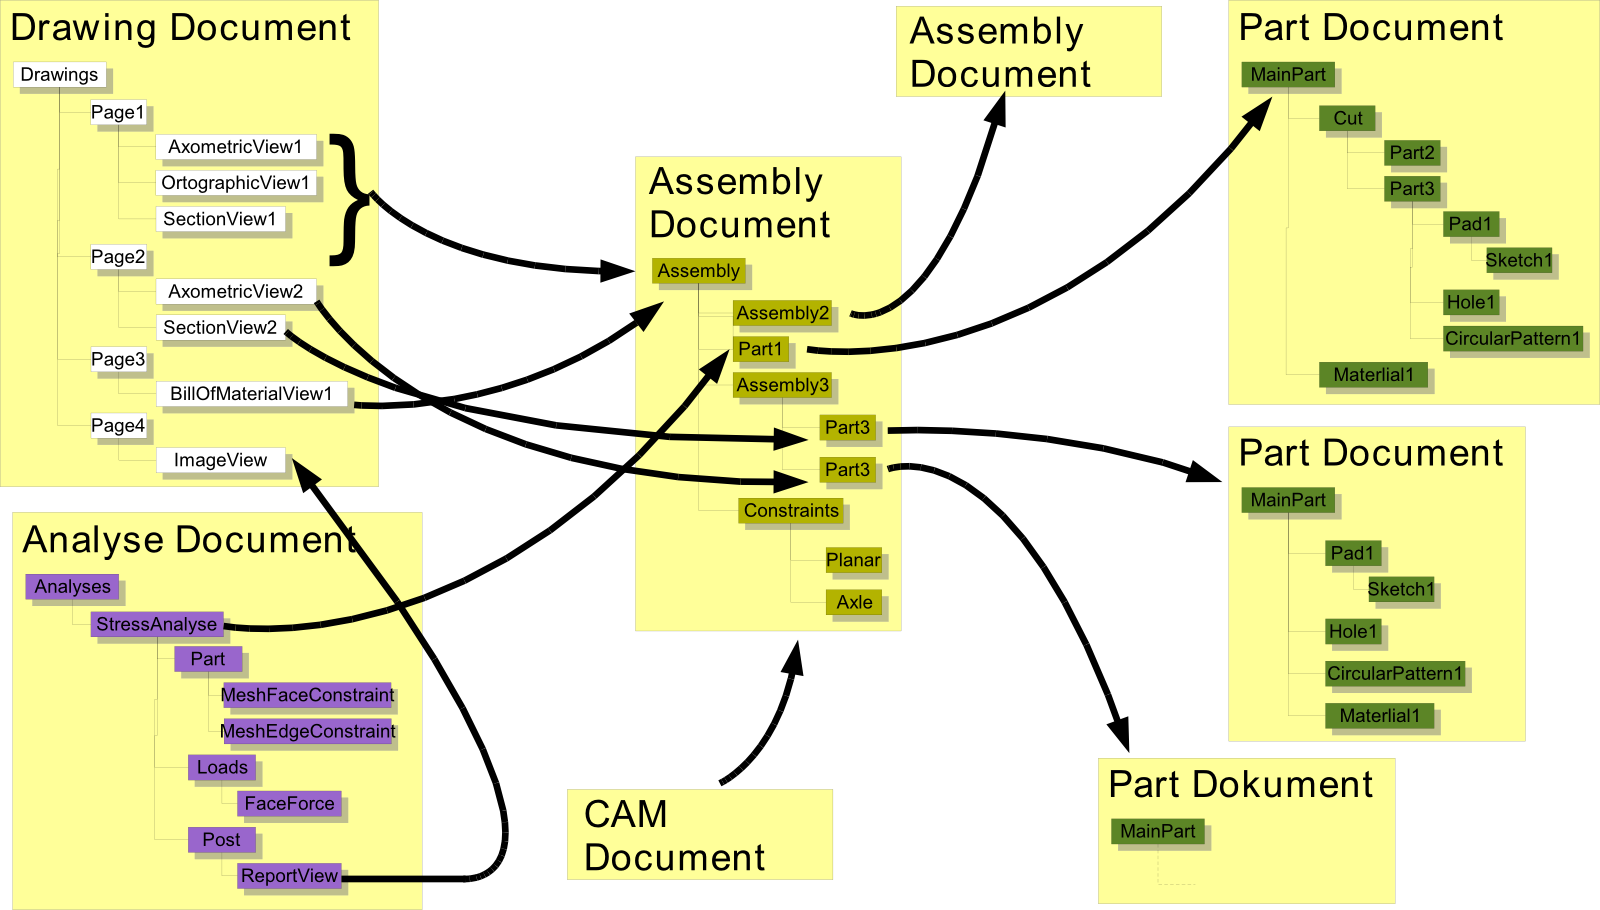 Drawing Document
Drawings
Page1
AxometricView1
OrtographicView1
SectionView1
Page2
AxometricView2
SectionView2
Page3
BillOfMaterialView1
Page4
ImageView
Analyse Document
Analyses
StressAnalyse
Part
MeshFaceConstraint
MeshEdgeConstraint
Loads
FaceForce
Post
ReportView
Assembly
Document
Assembly
Assembly2
Part1
Assembly3
Part3
Part3
Constraints
Planar
Axle
CAM
Document
Assembly
Document
Part Document
MainPart
Cut
Part2
Part3
Pad1
Sketch1
Hole1
CircularPattern1
Materlial1
Part Document
MainPart
Pad1
Sketch1
Hole1
CircularPattern1
Materlial1
Part Dokument
MainPart